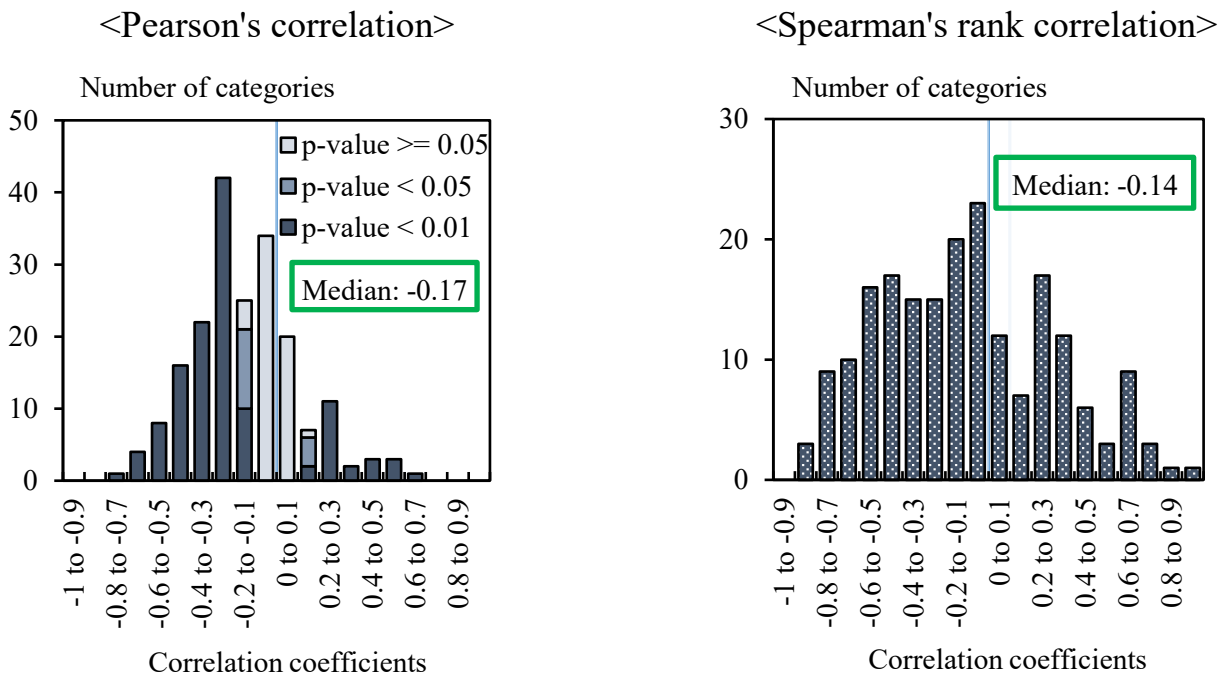 <Pearson's correlation>
Number of categories
50
40
30
20
10
0
p-value >= 0.05
p-value < 0.05
p-value < 0.01
Median: -0.17
-1 to -0.9
-0.8 to -0.7
-0.6 to -0.5
-0.4 to -0.3
-0.2 to -0.1
0 to 0.1
0.2 to 0.3
0.4 to 0.5
0.6 to 0.7
0.8 to 0.9
Correlation coefficients
<Spearman's rank correlation>
Number of categories
30
20
10
0
Median: -0.14
-1 to -0.9
-0.8 to -0.7
-0.6 to -0.5
-0.4 to -0.3
-0.2 to -0.1
0 to 0.1
0.2 to 0.3
0.4 to 0.5
0.6 to 0.7
0.8 to 0.9
Correlation coefficients